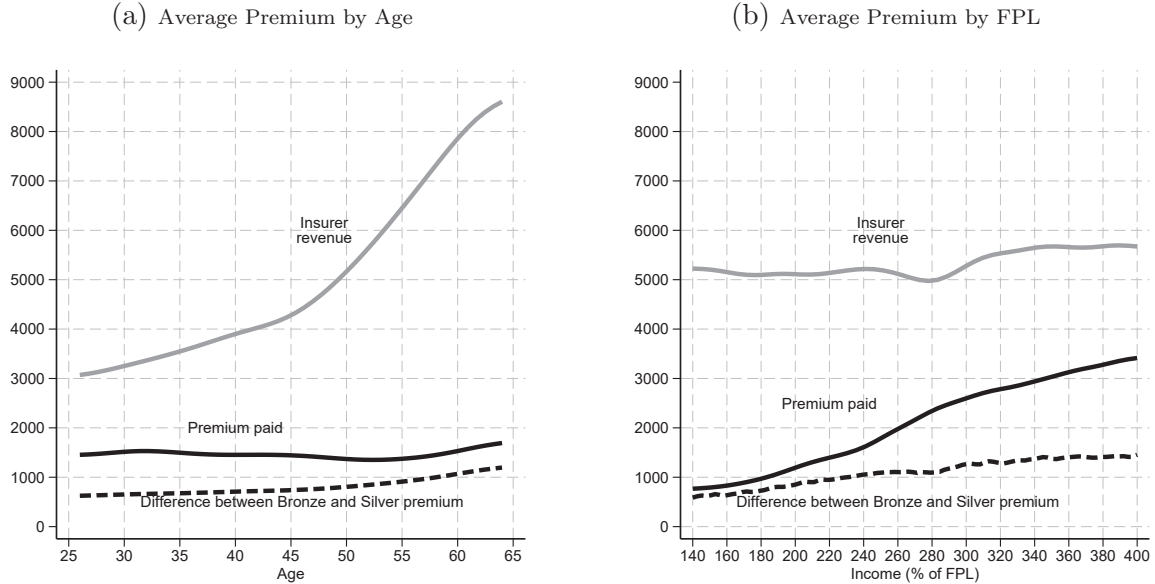 (a) Average Premium by Age
9000
8000
7000
6000
5000
4000
3000
2000
1000
0
Insurer
revenue
Premium paid
Difference between Bronze and Silver premium
25 30 35 40 45 50 55 60 65
Age
(b) Average Premium by FPL
9000
8000
7000
6000
5000
4000
3000
2000
1000
0
Insurer
revenue
Premium paid
Difference between Bronze and Silver premium
140 160 180 200 220 240 260 280 300 320 340 360 380 400
Income (% of FPL)